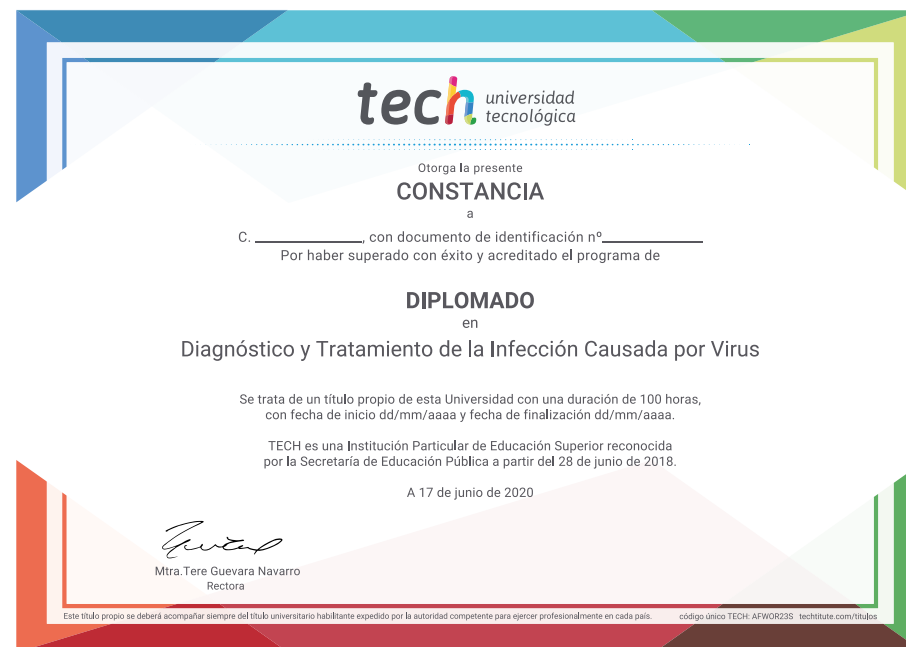 tech universidad
tecnológica
Otorga la presente
CONSTANCIA
a
C. ____________, con documento de identificación nº____________
Por haber superado con éxito y acreditado el programa de
DIPLOMADO
en
Diagnóstico y Tratamiento de la Infección Causada por Virus
Se trata de un título propio de esta Universidad con una duración de 100 horas,
con fecha de inicio dd/mm/aaaa y fecha de finalización dd/mm/aaaa.
TECH es una Institución Particular de Educación Superior reconocida
por la Secretaría de Educación Pública a partir del 28 de junio de 2018.
A 17 de junio de 2020
Mtra.Tere Guevara Navarro
Rectora
Este título propio se deberá acompañar siempre del título universitario habilitante expedido por la autoridad competente para ejercer profesionalmente en cada país. código único TECH: AFWOR23S techtitute.com/titulos